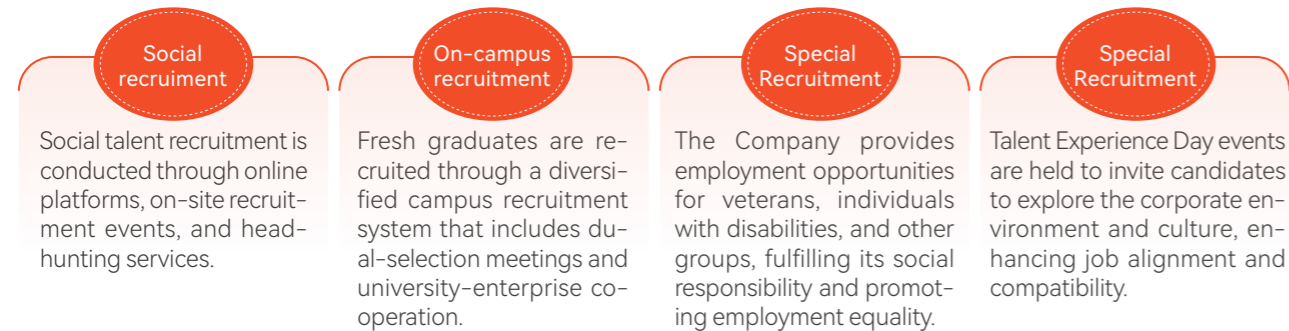 Social
recruiment
Social talent recruitment is
conducted through online
platforms, on-site recruit-
ment events, and head-
hunting services.
On-campus
recruitment
Fresh graduates are re-
cruited through a diversi-
fied campus recruitment
system that includes du-
al-selection meetings and
university-enterprise co-
operation.
Special
Recruitment
The Company provides
employment opportunities
for veterans, individuals
with disabilities, and other
groups, fulfilling its social
responsibility and promot-
ing employment equality.
Special
Recruitment
Talent Experience Day events
are held to invite candidates
to explore the corporate en-
vironment and culture, en-
hancing job alignment and
compatibility.